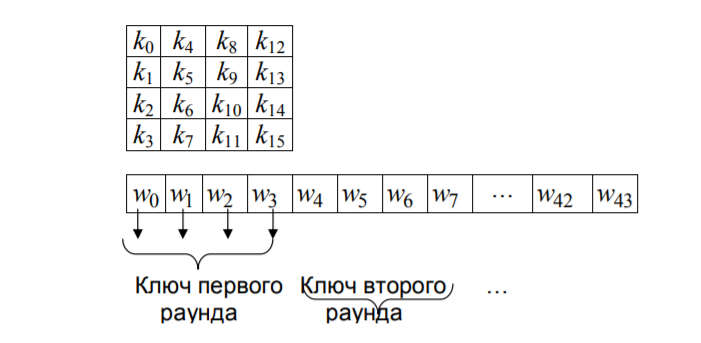 k0 k4 k8 k12
k1 k5 k9 k13
k2 k6 k10 k14
k3 k7 k11 k15
w0 w1 w2 w3 w4 w5 w6 w7 ... w42 w43
Ключ первого Ключ второго ...
раунда раунда